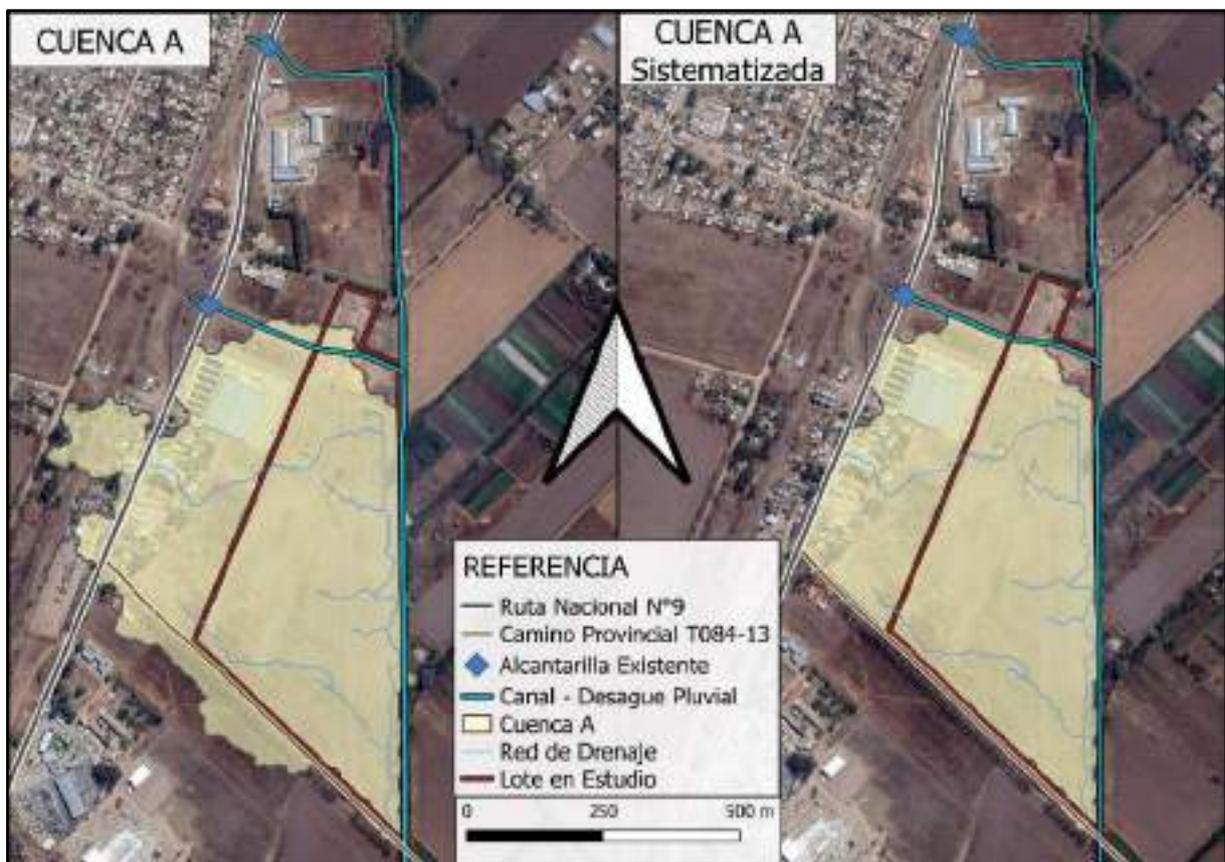 CUENCA A
CUENCA A
Sistematizada
REFERENCIA
Ruta Nacional N°9
Camino Provincial T084-13
Alcantarilla Existente
Canal - Desague Pluvial
Cuenca A
Red de Drenaje
Lote en Estudio
0 250 500 m